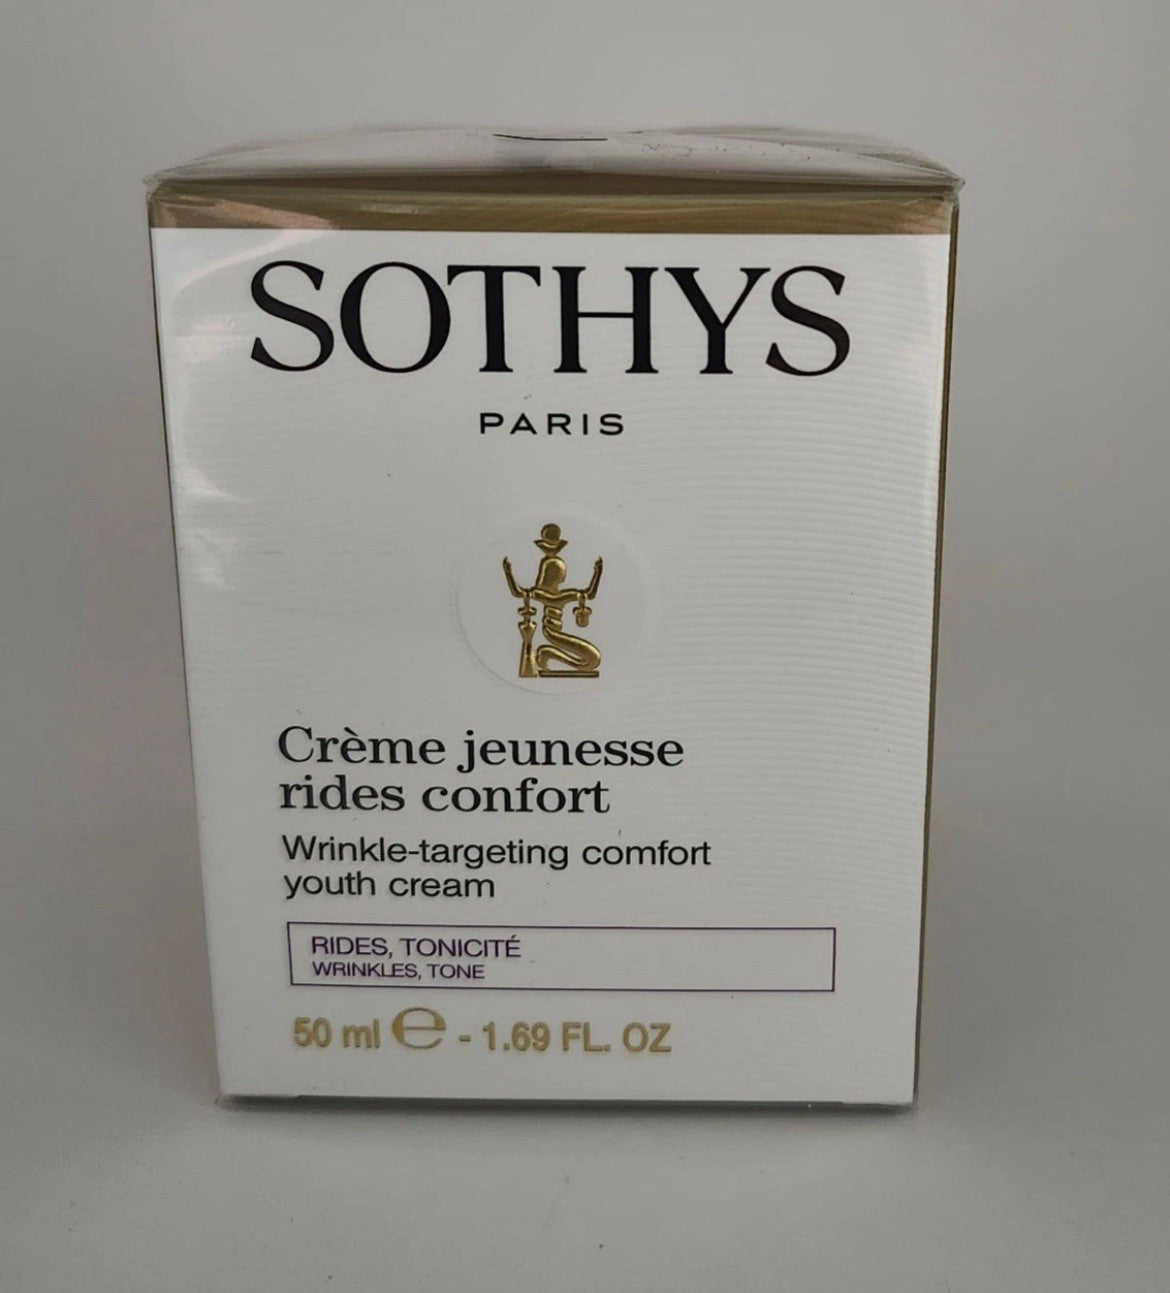 SOTHYS
PARIS
Crème jeunesse
rides confort
Wrinkle-targeting comfort
youth cream
RIDES, TONICITÉ
WRINKLES, TONE
50 ml ℮ - 1.69 FL. OZ